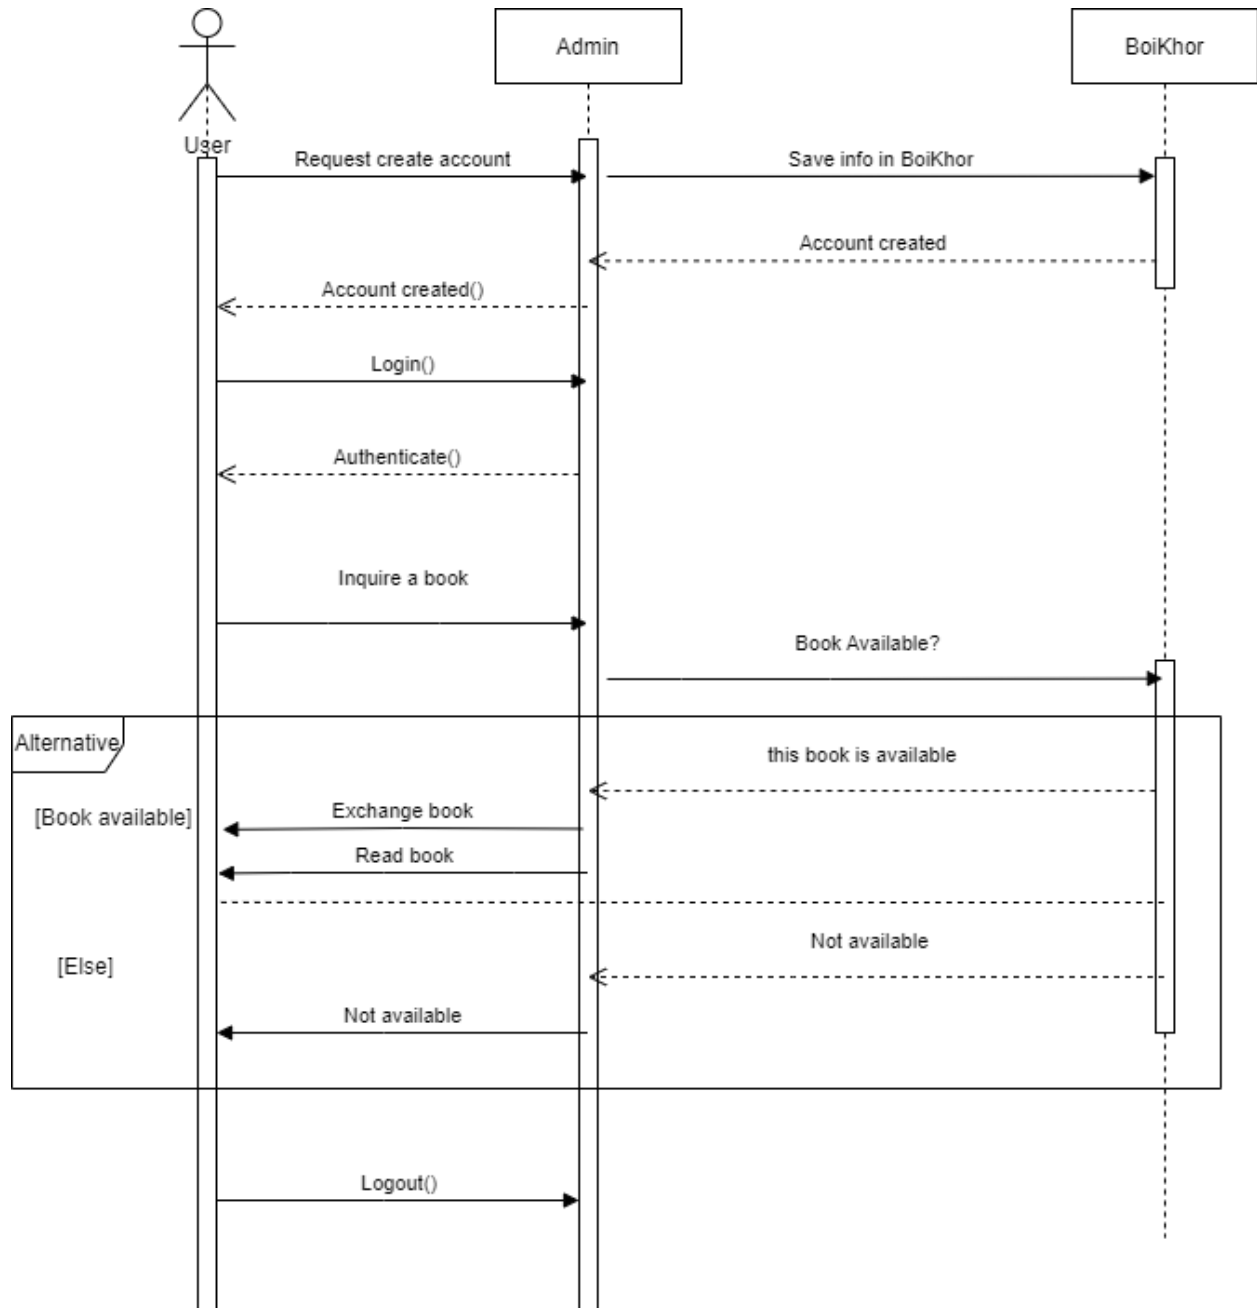 Admin
BoiKhor
User
Request create account
Save info in BoiKhor
Account created
Account created()
Login()
Authenticate()
Inquire a book
Book Available?
Alternative
this book is available
[Book available]
Exchange book
Read book
Not available
[Else]
Not available
Logout()